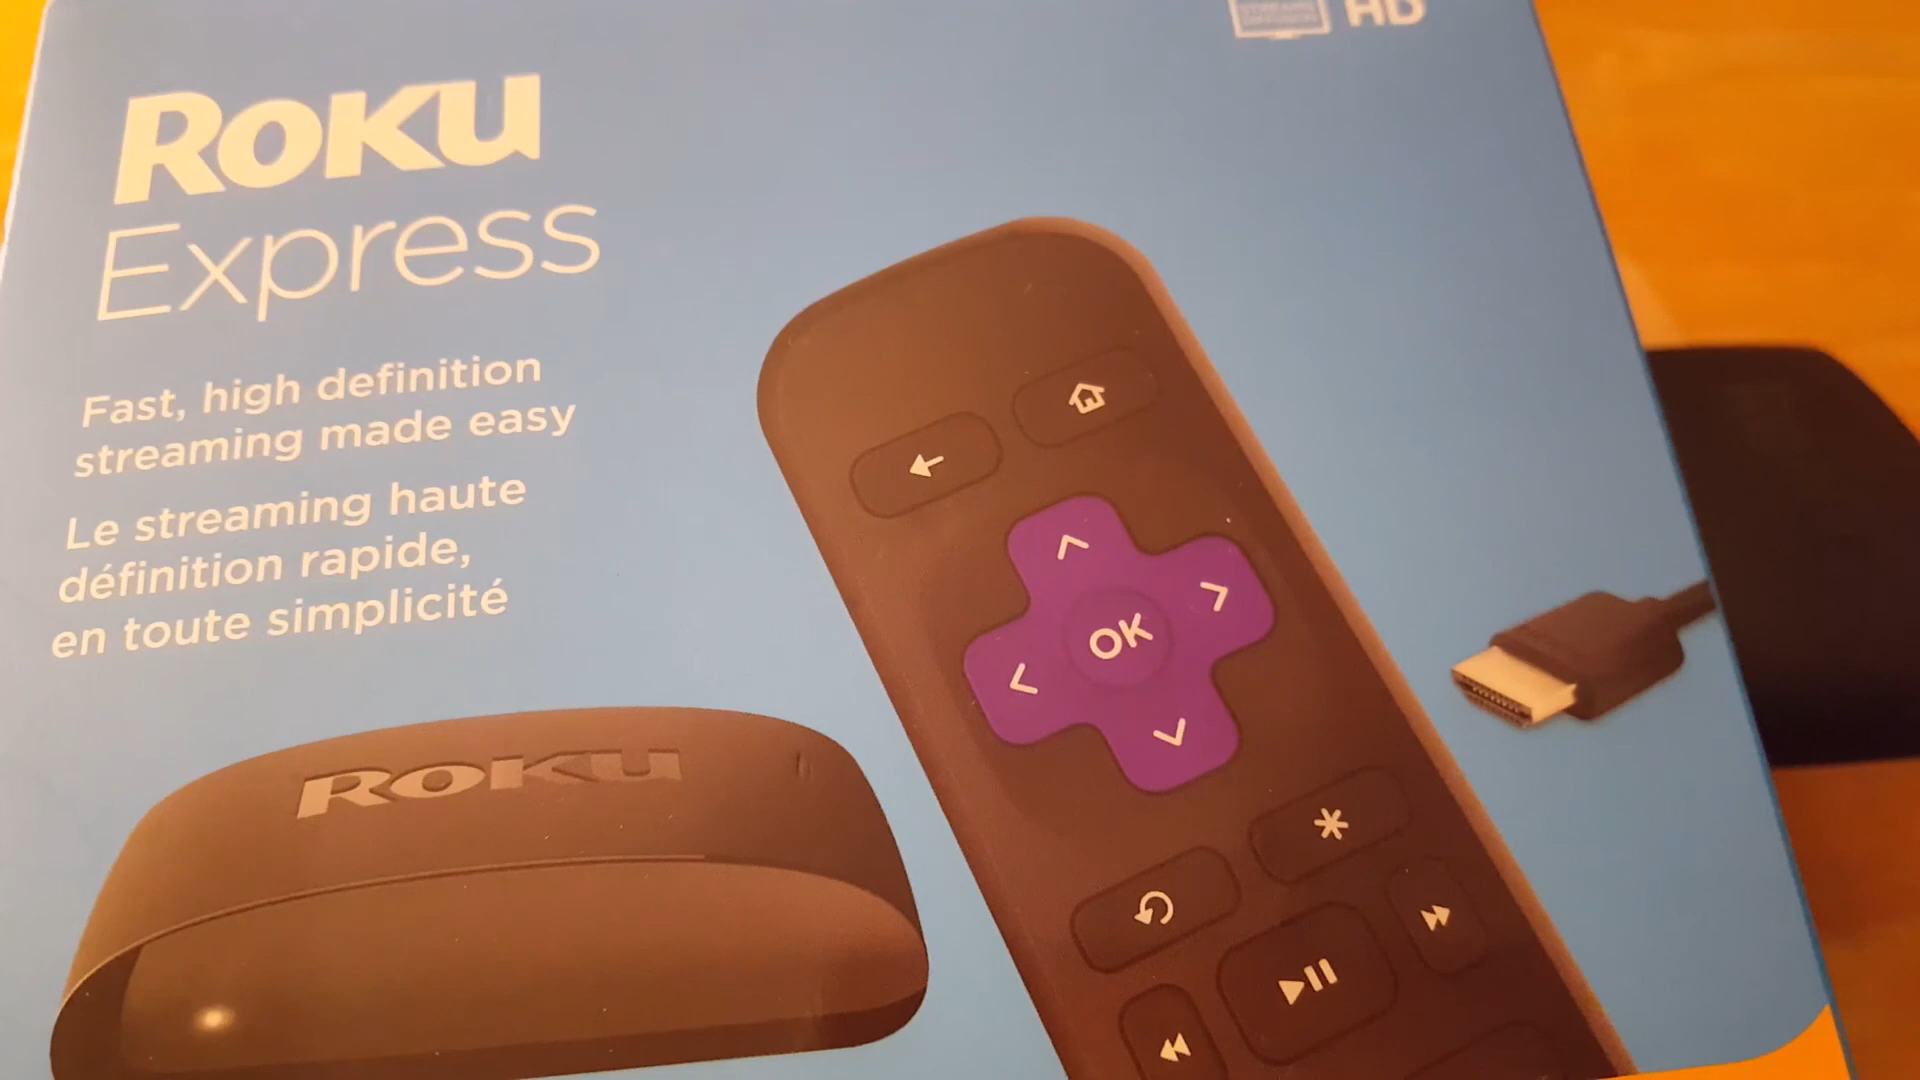 HD
ROKU
Express
Fast, high definition
streaming made easy
Le streaming haute
définition rapide,
en toute simplicité
OK
ROKU